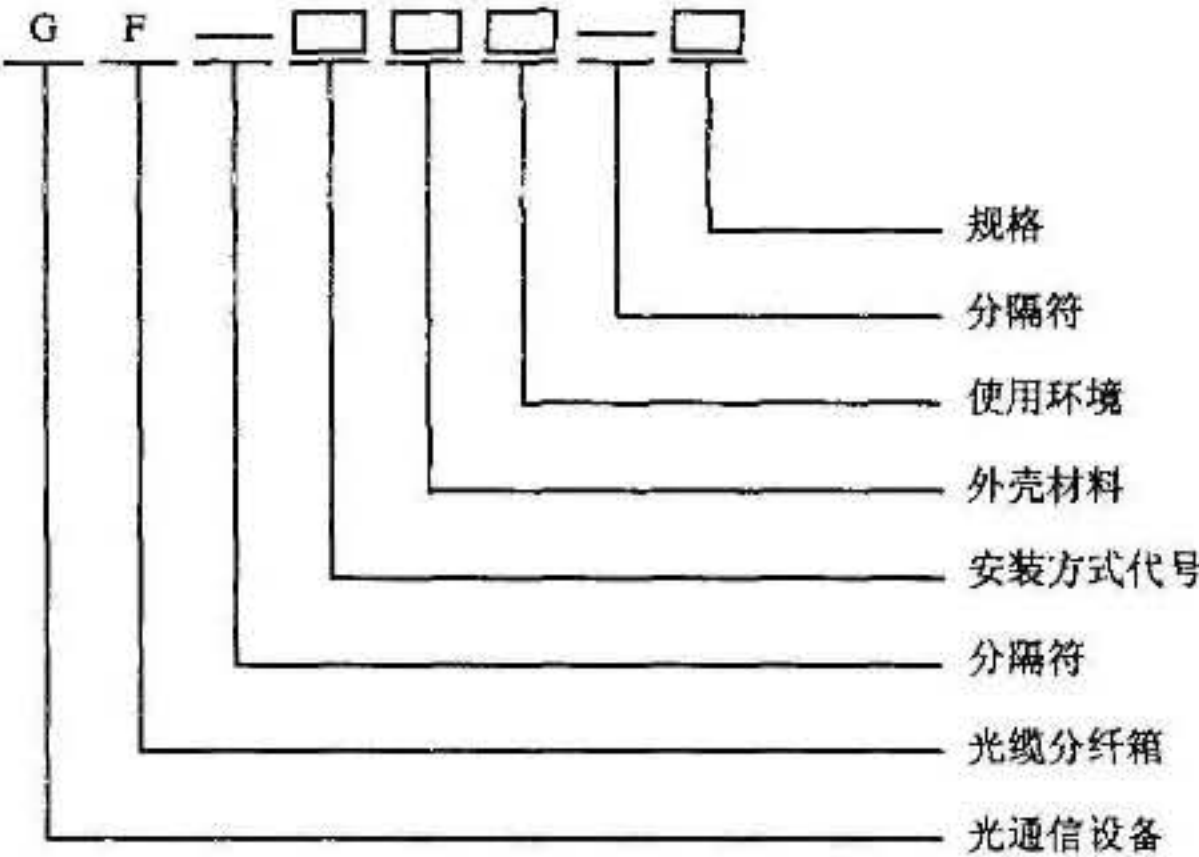 G F — □ □ □ — □
规格
分隔符
使用环境
外壳材料
安装方式代号
分隔符
光缆分纤箱
光通信设备